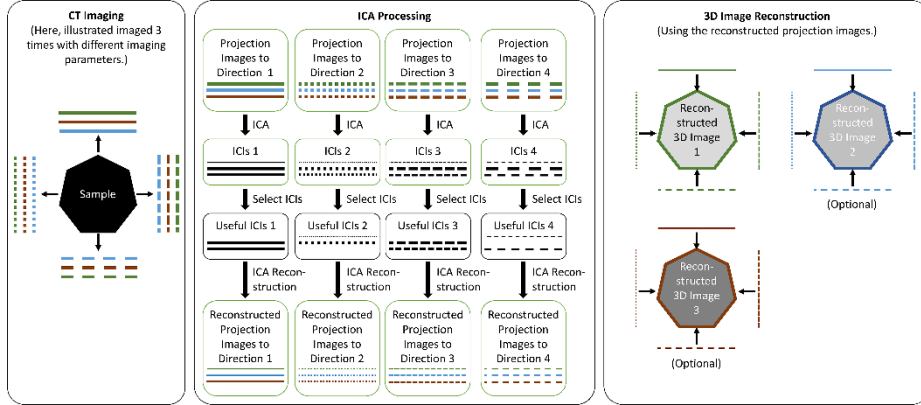 CT Imaging
(Here, illustrated imaged 3
times with different imaging
parameters.)
Sample
ICA Processing
Projection
Images to
Direction 1
Projection
Images to
Direction 2
Projection
Images to
Direction 3
Projection
Images to
Direction 4
ICA
ICA
ICA
ICA
ICIs 1
ICIs 2
ICIs 3
ICIs 4
Select ICIs
Select ICIs
Select ICIs
Select ICIs
Useful ICIs 1
Useful ICIs 2
Useful ICIs 3
Useful ICIs 4
ICA Recon-
struction
ICA Recon-
struction
ICA Recon-
struction
ICA Recon-
struction
Reconstructed
Projection
Images to
Direction 1
Reconstructed
Projection
Images to
Direction 2
Reconstructed
Projection
Images to
Direction 3
Reconstructed
Projection
Images to
Direction 4
3D Image Reconstruction
(Using the reconstructed projection images.)
Recon-
structed
3D Image
1
Recon-
structed
3D Image
2
(Optional)
Recon-
structed
3D Image
3
(Optional)